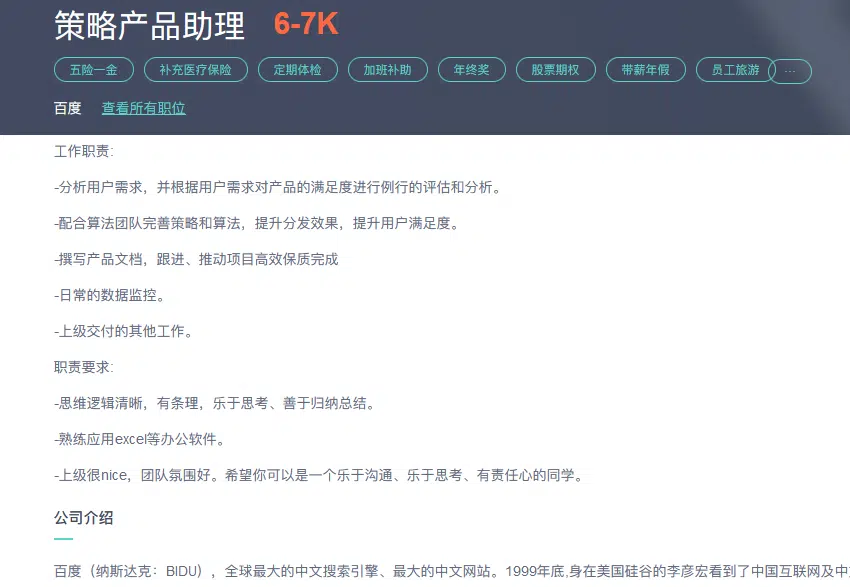 策略产品助理 6-7K
五险一金 补充医疗保险 定期体检 加班补助 年终奖 股票期权 带薪年假 员工旅游 ...
百度 查看所有职位
工作职责:
-分析用户需求，并根据用户需求对产品的满足度进行例行的评估和分析。
-配合算法团队完善策略和算法，提升分发效果，提升用户满足度。
-撰写产品文档，跟进、推动项目高效保质完成
-日常的数据监控。
-上级交付的其他工作。
职责要求:
-思维逻辑清晰，有条理，乐于思考、善于归纳总结。
-熟练应用excel等办公软件。
-上级很nice，团队氛围好。希望你可以是一个乐于沟通、乐于思考、有责任心的同学。
公司介绍
百度（纳斯达克：BIDU），全球最大的中文搜索引擎、最大的中文网站。1999年底,身在美国硅谷的李彦宏看到了中国互联网及中